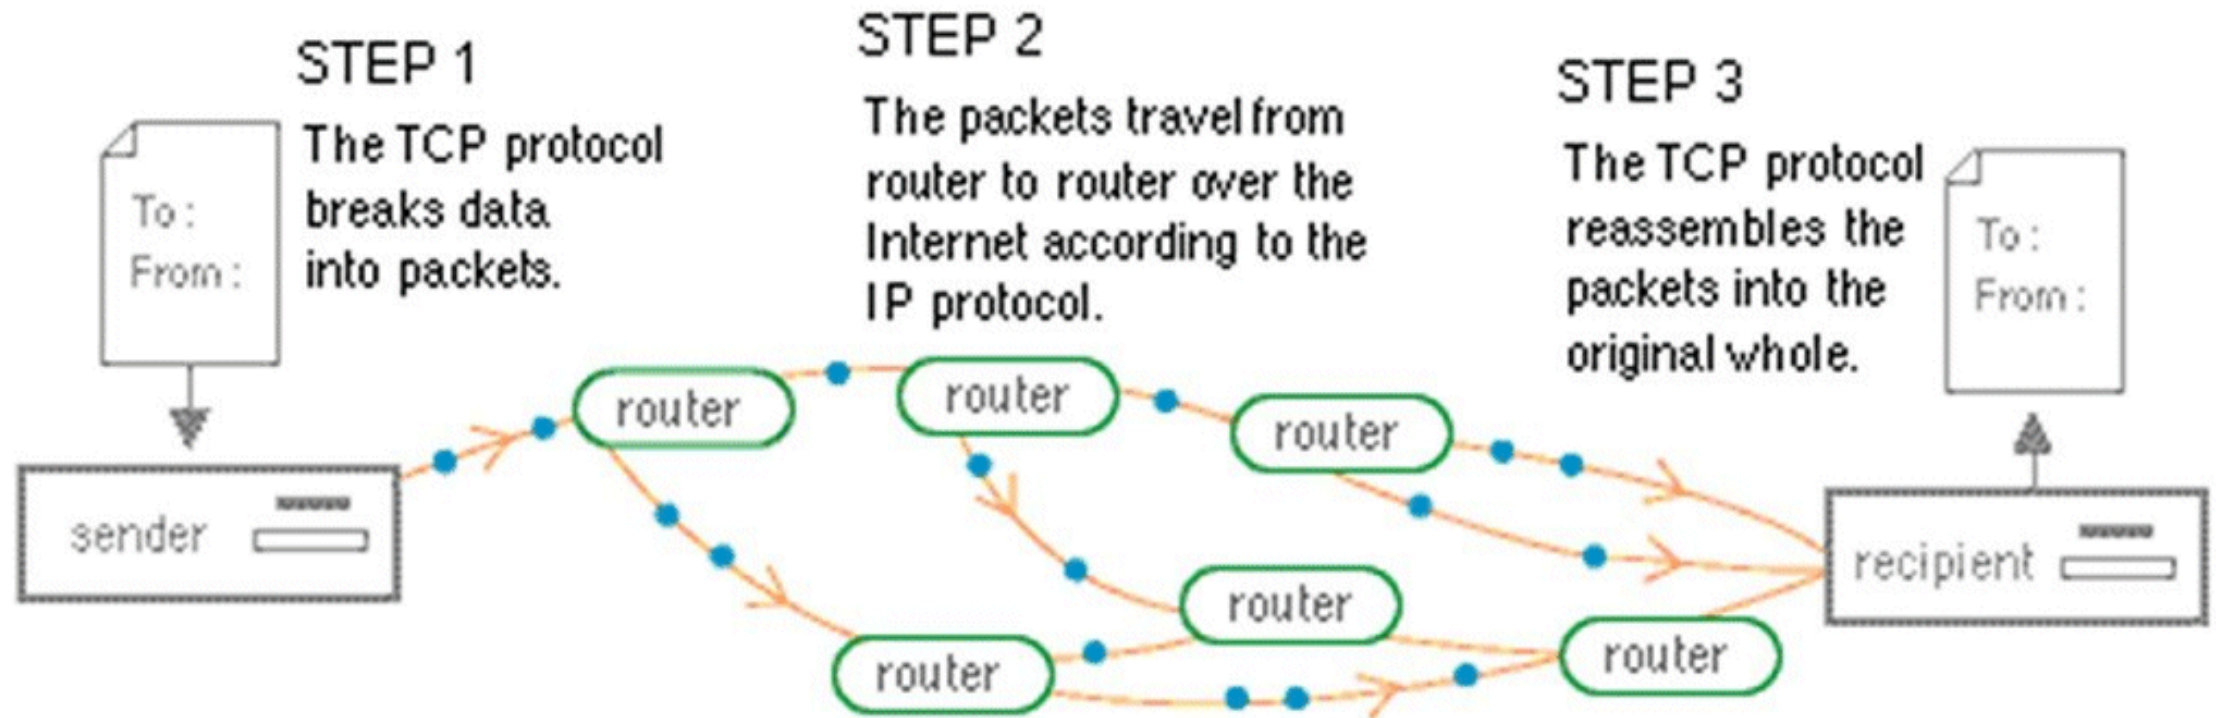 STEP 1
The TCP protocol
breaks data
into packets.
To :
From :
STEP 2
The packets travel from
router to router over the
Internet according to the
IP protocol.
STEP 3
The TCP protocol
reassembles the
packets into the
original whole.
To :
From :
sender
router
router
router
router
router
router
recipient